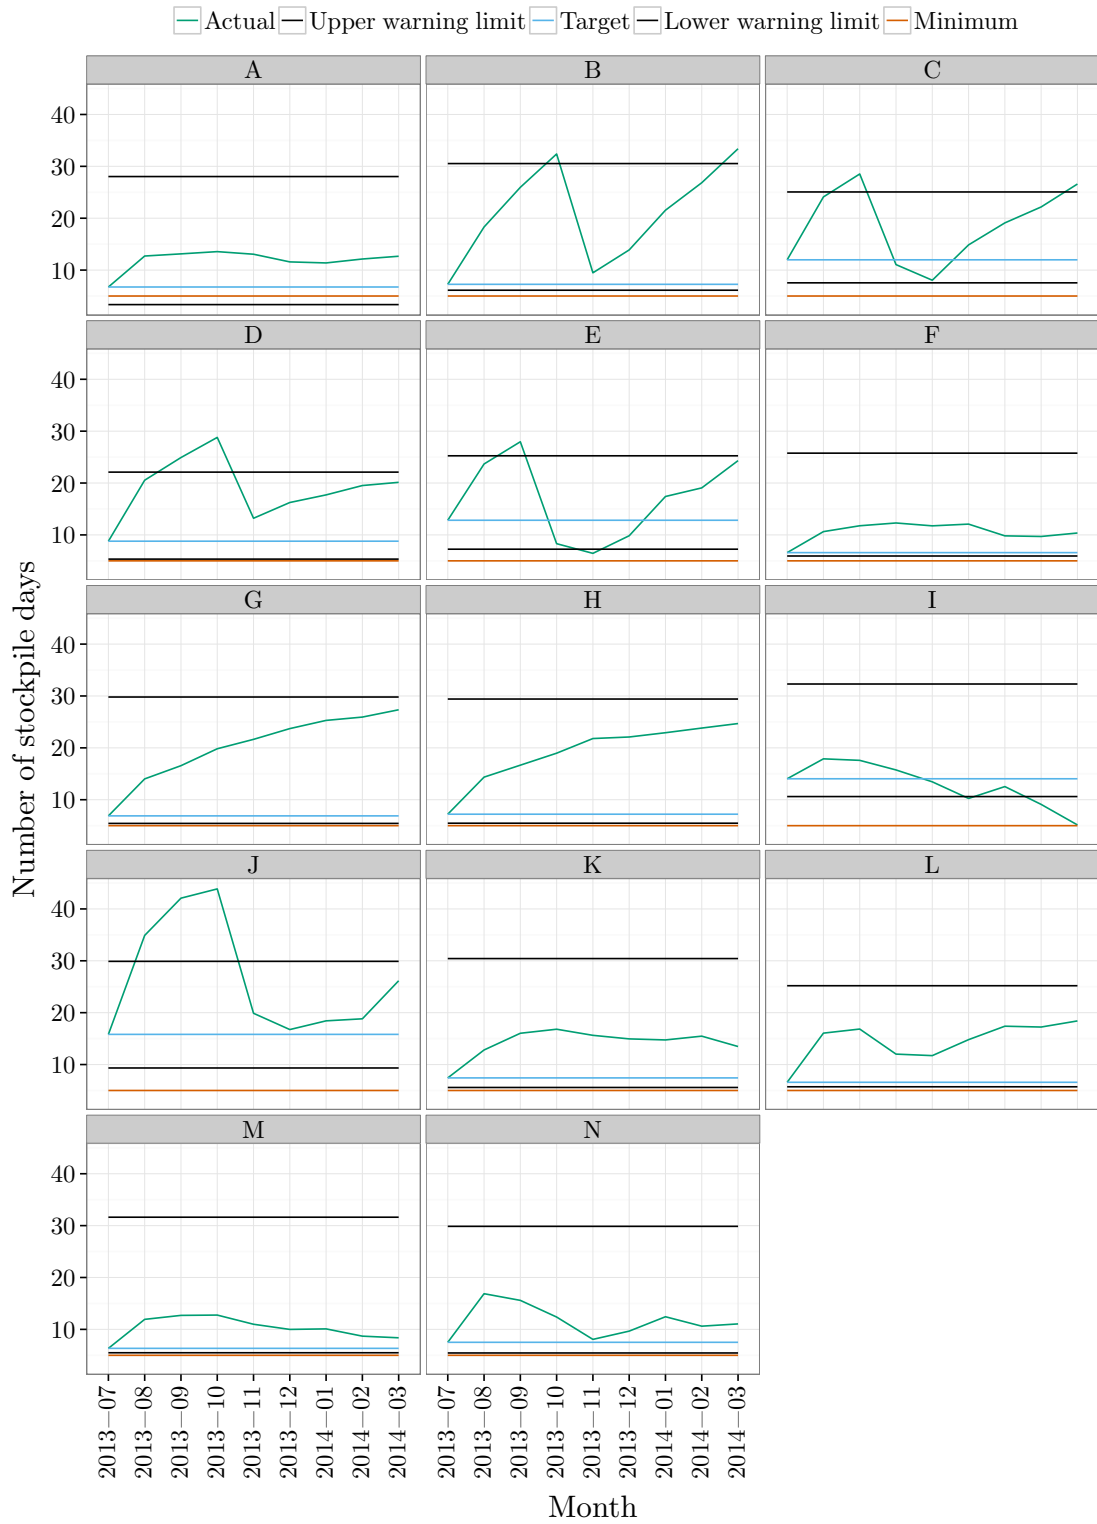 Actual Upper warning limit Target Lower warning limit Minimum
A B C
40
30
20
10
D E F
40
30
20
10
G H I
40
30
20
10
J K L
40
30
20
10
M N
40
30
20
10
Number of stockpile days
2013–07 2013–08 2013–09 2013–10 2013–11 2013–12 2014–01 2014–02 2014–03 2013–07 2013–08 2013–09 2013–10 2013–11 2013–12 2014–01 2014–02 2014–03
Month